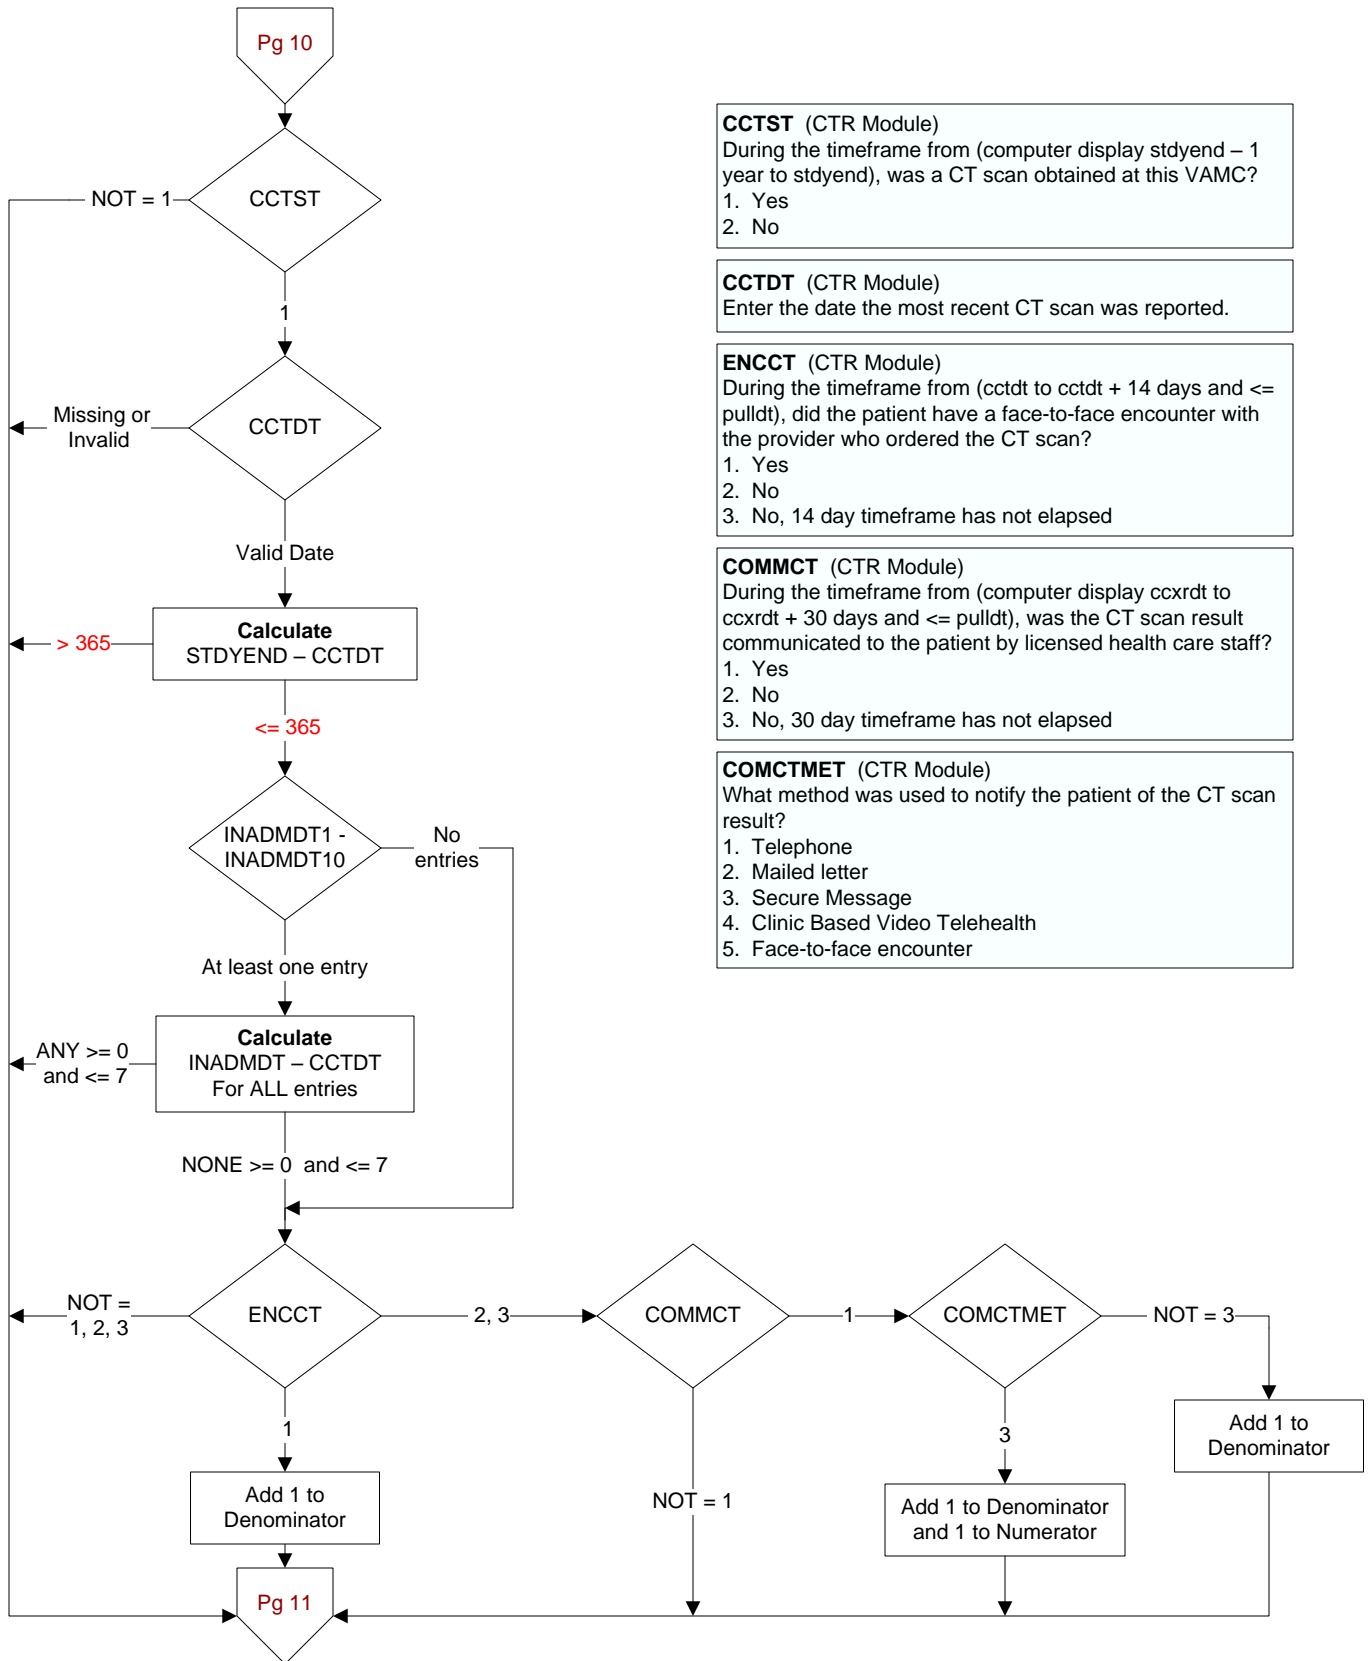 Pg 10
CCTST
NOT = 1
1
CCTDT
Missing or
Invalid
Valid Date
Calculate
STDYEND – CCTDT
> 365
<= 365
INADMDT1 -
INADMDT10
No
entries
At least one entry
Calculate
INADMDT – CCTDT
For ALL entries
ANY >= 0
and <= 7
NONE >= 0 and <= 7
ENCCT
NOT =
1, 2, 3
2, 3
COMMCT
1
COMCTMET
NOT = 3
1
Add 1 to
Denominator
NOT = 1
3
Add 1 to Denominator
and 1 to Numerator
Add 1 to
Denominator
Pg 11
CCTST (CTR Module)
During the timeframe from (computer display stdyend – 1
year to stdyend), was a CT scan obtained at this VAMC?
1. Yes
2. No
CCTDT (CTR Module)
Enter the date the most recent CT scan was reported.
ENCCT (CTR Module)
During the timeframe from (cctdt to cctdt + 14 days and <=
pulldt), did the patient have a face-to-face encounter with
the provider who ordered the CT scan?
1. Yes
2. No
3. No, 14 day timeframe has not elapsed
COMMCT (CTR Module)
During the timeframe from (computer display ccxrdt to
ccxrdt + 30 days and <= pulldt), was the CT scan result
communicated to the patient by licensed health care staff?
1. Yes
2. No
3. No, 30 day timeframe has not elapsed
COMCTMET (CTR Module)
What method was used to notify the patient of the CT scan
result?
1. Telephone
2. Mailed letter
3. Secure Message
4. Clinic Based Video Telehealth
5. Face-to-face encounter